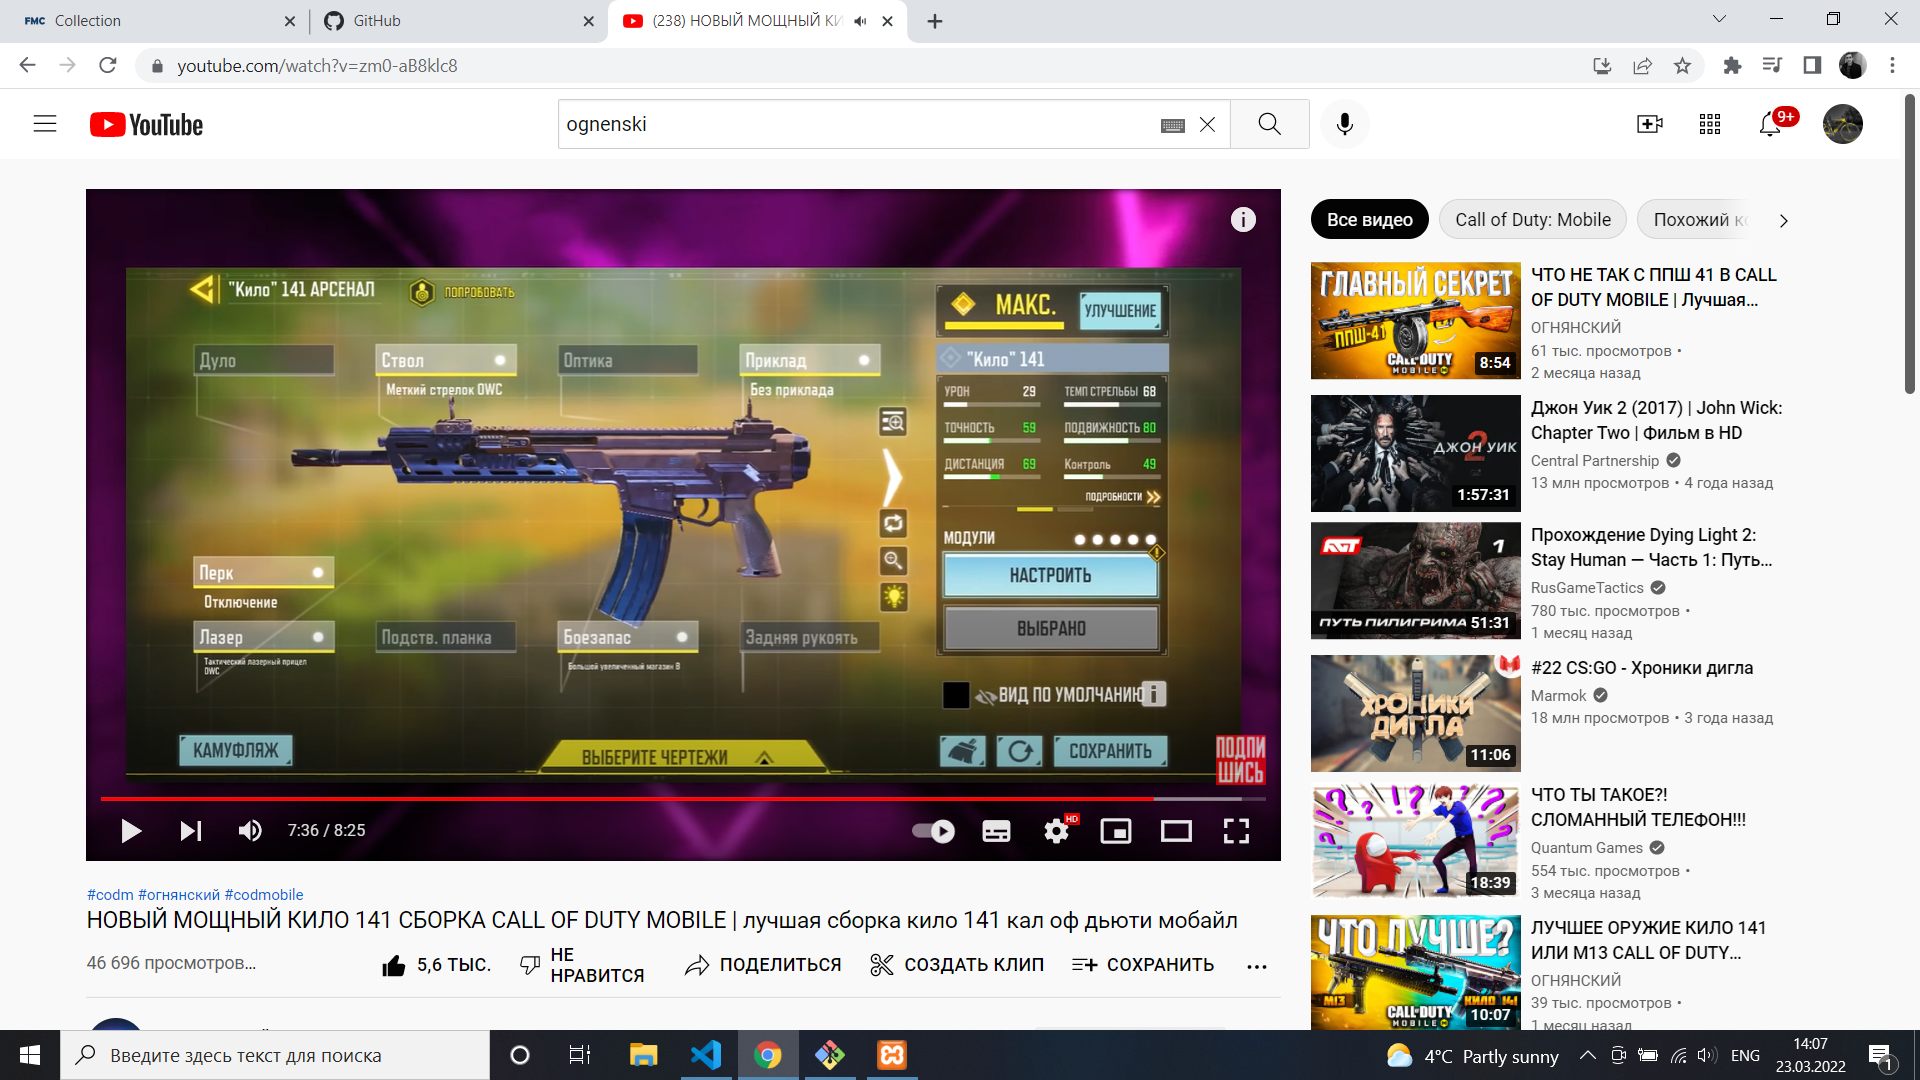 FMC Collection
GitHub
(238) НОВЫЙ МОЩНЫЙ КИ
youtube.com/watch?v=zm0-aB8klc8
YouTube
ognenski
9+
"Кило" 141 АРСЕНАЛ
ПОПРОБОВАТЬ
МАКС.
УЛУЧШЕНИЕ
Дуло
Ствол
Меткий стрелок OWC
Оптика
Приклад
Без приклада
"Кило" 141
УРОН 29
ТЕМП СТРЕЛЬБЫ 68
ТОЧНОСТЬ 59
ПОДВИЖНОСТЬ 80
ДИСТАНЦИЯ 69
Контроль 49
ПОДРОБНОСТИ
МОДУЛИ
НАСТРОИТЬ
ВЫБРАНО
Перк
Отключение
Лазер
Тактический лазерный прицел
OWC
Подств. планка
Боезапас
Большой увеличенный магазин B
Задняя рукоять
ВИД ПО УМОЛЧАНИЮ
КАМУФЛЯЖ
ВЫБЕРИТЕ ЧЕРТЕЖИ
СОХРАНИТЬ
ПОДПИ
ШИСЬ
7:36 / 8:25
HD
#codm #огнянский #codmobile
НОВЫЙ МОЩНЫЙ КИЛО 141 СБОРКА CALL OF DUTY MOBILE | лучшая сборка кило 141 кал оф дьюти мобайл
46 696 просмотров...
5,6 ТЫС.
НЕ
НРАВИТСЯ
ПОДЕЛИТЬСЯ
СОЗДАТЬ КЛИП
СОХРАНИТЬ
Все видео
Call of Duty: Mobile
Похожий к
ГЛАВНЫЙ СЕКРЕТ
ППШ-41
CALL OF DUTY
MOBILE
8:54
ЧТО НЕ ТАК С ППШ 41 В CALL
OF DUTY MOBILE | Лучшая...
ОГНЯНСКИЙ
61 тыс. просмотров •
2 месяца назад
ДЖОН УИК
2
1:57:31
Джон Уик 2 (2017) | John Wick:
Chapter Two | Фильм в HD
Central Partnership
13 млн просмотров • 4 года назад
RGT
1
ПУТЬ ПИЛИГРИМА
51:31
Прохождение Dying Light 2:
Stay Human — Часть 1: Путь...
RusGameTactics
780 тыс. просмотров •
1 месяц назад
ХРОНИКИ
ДИГЛА
11:06
#22 CS:GO - Хроники дигла
Marmok
18 млн просмотров • 3 года назад
18:39
ЧТО ТЫ ТАКОЕ?!
СЛОМАННЫЙ ТЕЛЕФОН!!!
Quantum Games
554 тыс. просмотров •
3 месяца назад
ЧТО ЛУЧШЕ?
M13
КИЛО 141
CALL OF DUTY
MOBILE
10:07
ЛУЧШЕЕ ОРУЖИЕ КИЛО 141
ИЛИ М13 CALL OF DUTY...
ОГНЯНСКИЙ
39 тыс. просмотров •
1 месяц назад
Введите здесь текст для поиска
4°C Partly sunny
ENG
14:07
23.03.2022
1